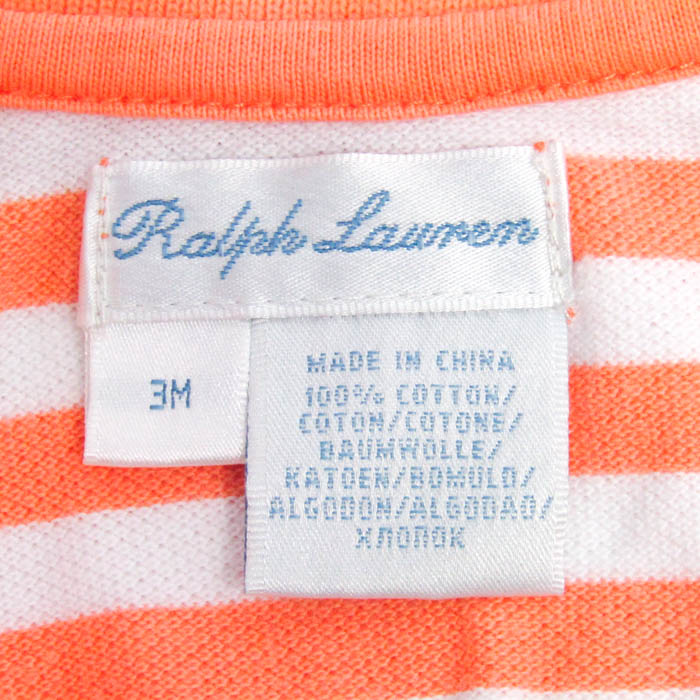 Ralph Lauren
3M
MADE IN CHINA
100% COTTON/
COTON/COTONE/
BAUMWOLLE/
KATOEN/BOMULD/
ALGODON/ALGODAO/
ХЛОПОК